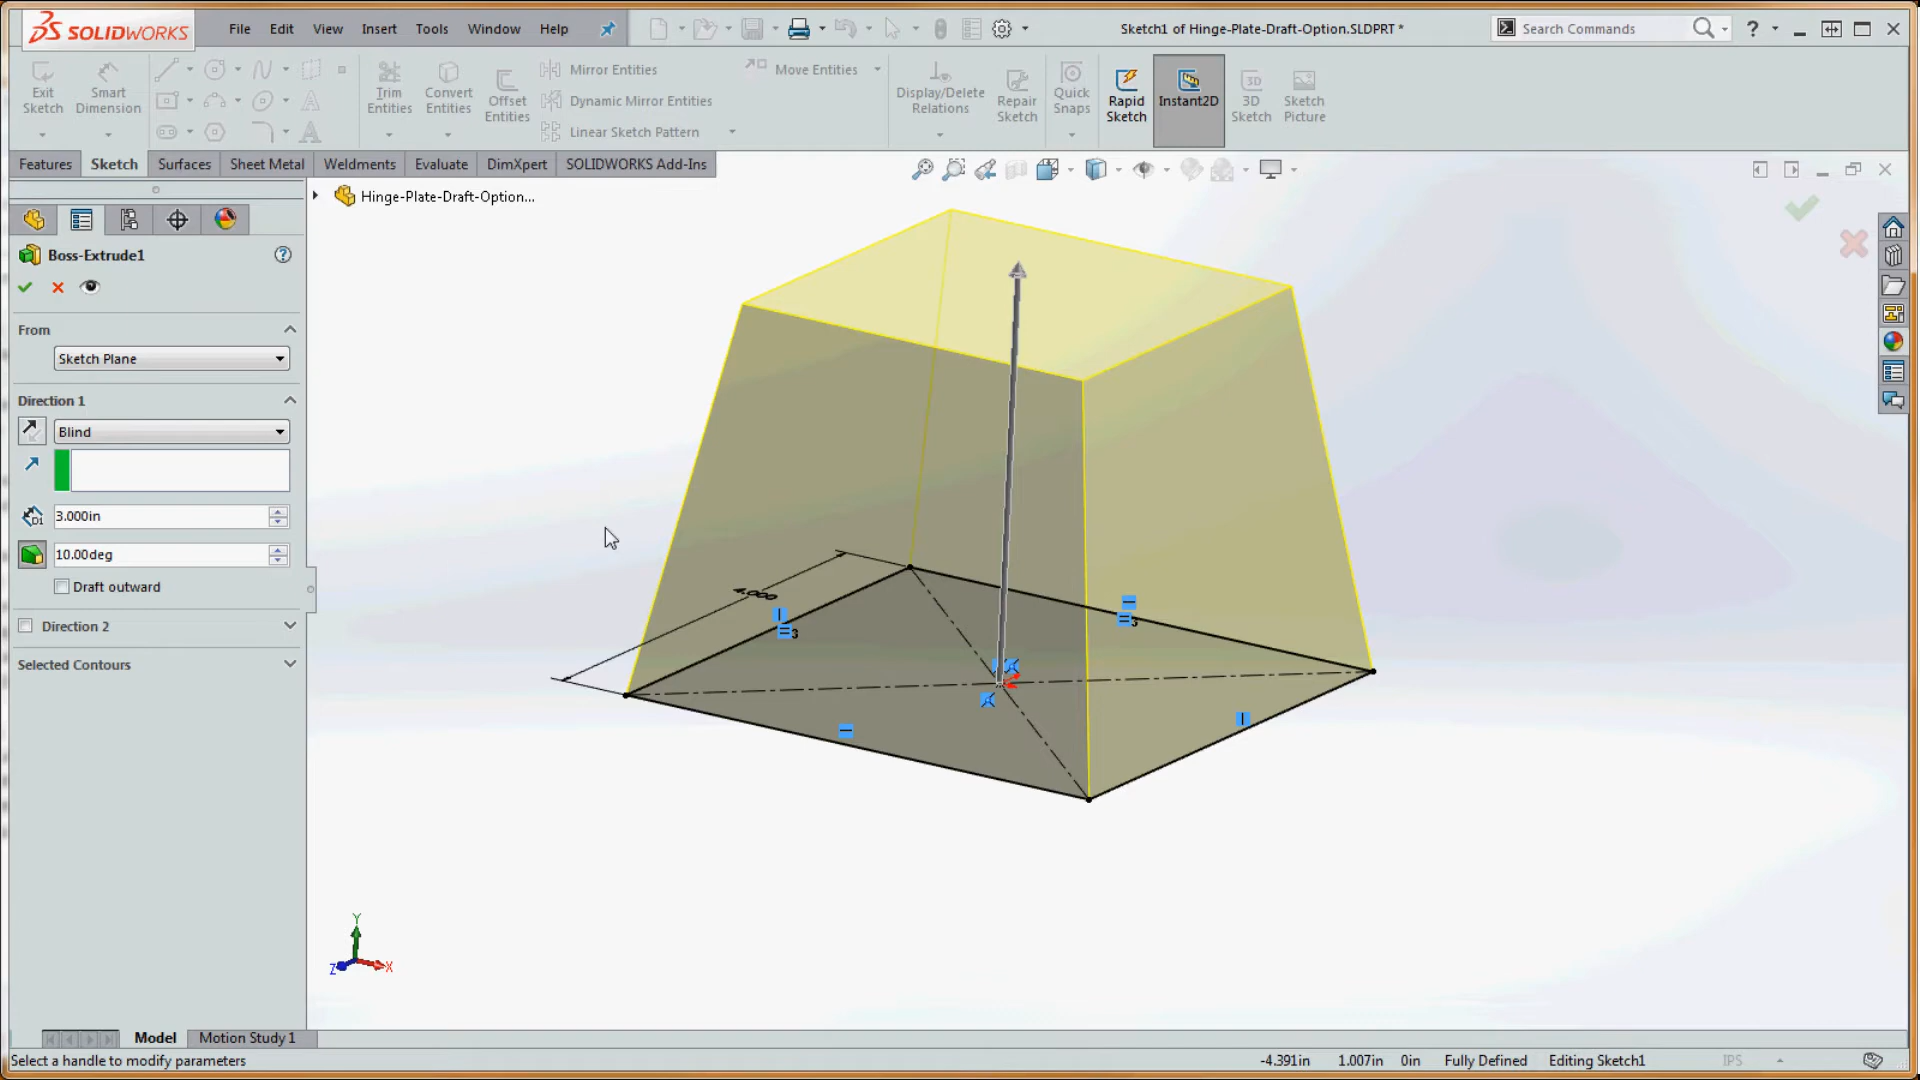 SOLIDWORKS File Edit View Insert Tools Window Help Sketch1 of Hinge-Plate-Draft-Option.SLDPRT * Search Commands ?
Exit Sketch
Smart Dimension
Trim Entities
Convert Entities
Offset Entities
Mirror Entities
Dynamic Mirror Entities
Linear Sketch Pattern
Move Entities
Display/Delete Relations
Repair Sketch
Quick Snaps
Rapid Sketch
Instant2D
3D Sketch
Sketch Picture
Features Sketch Surfaces Sheet Metal Weldments Evaluate DimXpert SOLIDWORKS Add-Ins
Hinge-Plate-Draft-Option...
Boss-Extrude1
From
Sketch Plane
Direction 1
Blind
D1 3.000in
10.00deg
Draft outward
Direction 2
Selected Contours
4.000
3
3
Y
Z X
Model Motion Study 1
Select a handle to modify parameters -4.391in 1.007in 0in Fully Defined Editing Sketch1 IPS